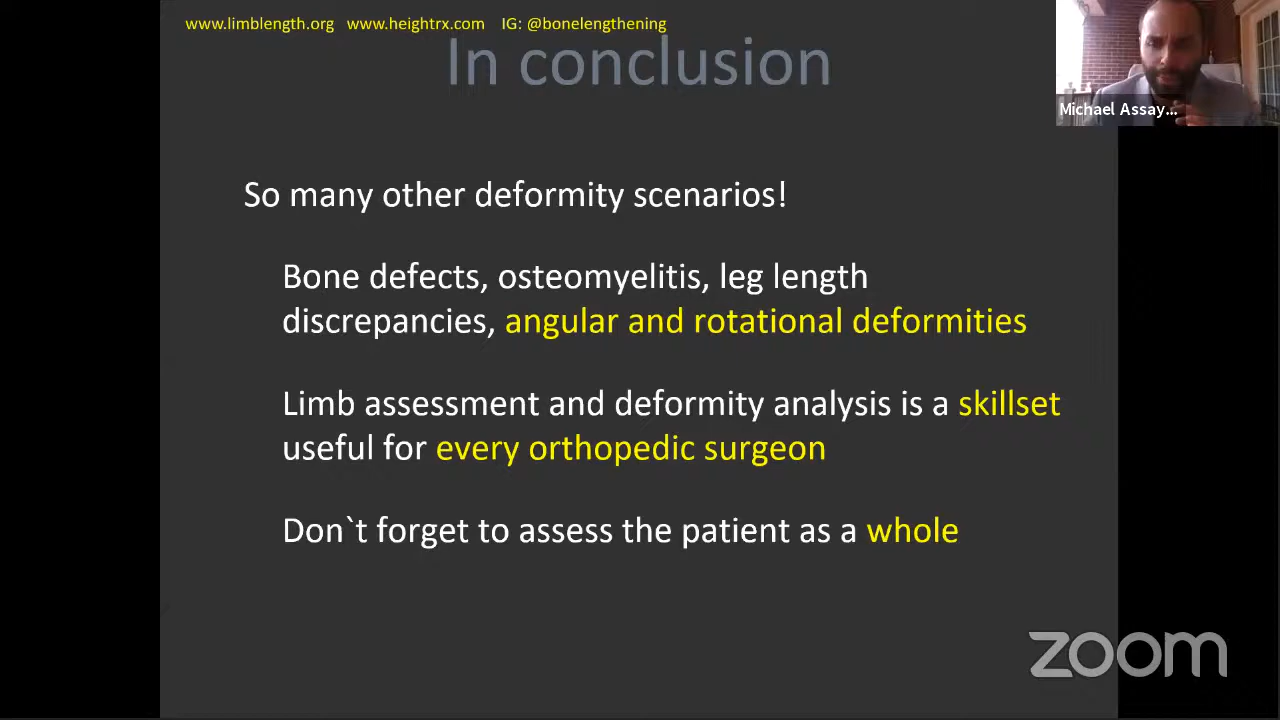 www.limblength.org www.heightrx.com IG: @bonelengthening
In conclusion
Michael Assay...
So many other deformity scenarios!
Bone defects, osteomyelitis, leg length
discrepancies, angular and rotational deformities
Limb assessment and deformity analysis is a skillset
useful for every orthopedic surgeon
Don`t forget to assess the patient as a whole
zoom